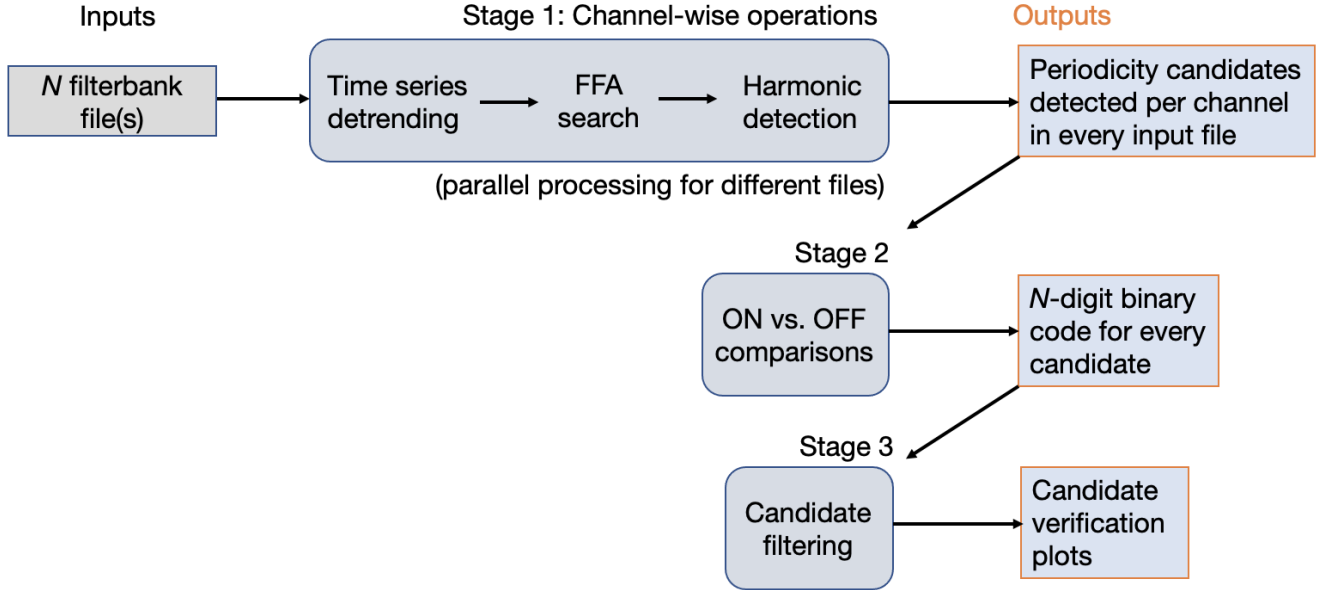 Inputs
Stage 1: Channel-wise operations
Outputs
N filterbank
file(s)
Time series
detrending
FFA
search
Harmonic
detection
Periodicity candidates
detected per channel
in every input file
(parallel processing for different files)
Stage 2
ON vs. OFF
comparisons
N-digit binary
code for every
candidate
Stage 3
Candidate
filtering
Candidate
verification
plots